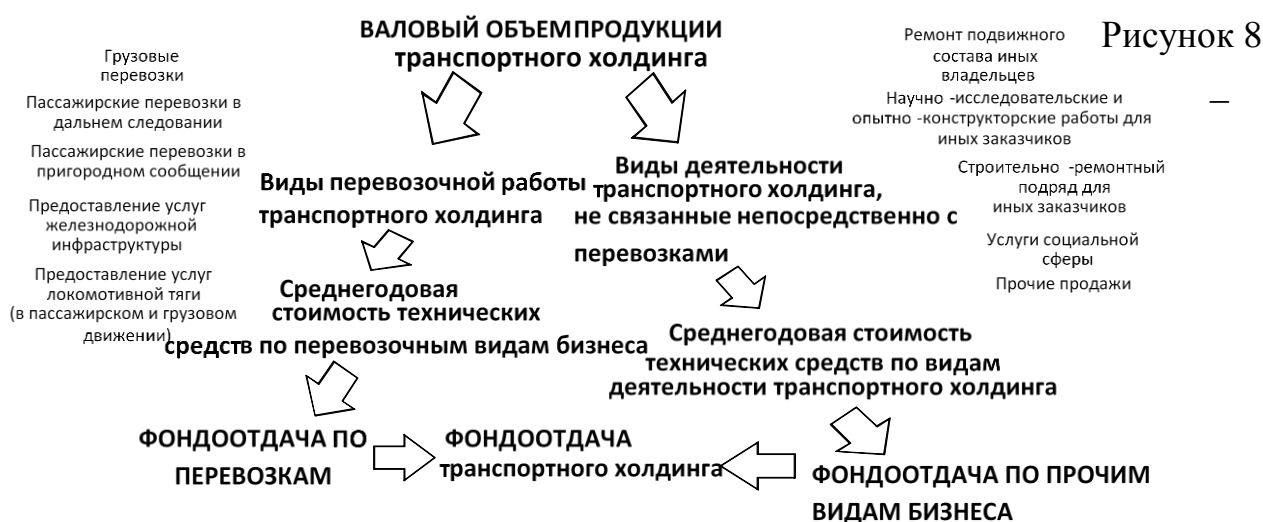 ВАЛОВЫЙ ОБЪЕМПРОДУКЦИИ
транспортного холдинга
Рисунок 8
—
Грузовые
перевозки
Пассажирские перевозки в
дальнем следовании
Пассажирские перевозки в
пригородном сообщении
Предоставление услуг
железнодорожной
инфраструктуры
Предоставление услуг
локомотивной тяги
(в пассажирском и грузовом
движении)
Ремонт подвижного
состава иных
владельцев
Научно -исследовательские и
опытно -конструкторские работы для
иных заказчиков
Строительно -ремонтный
подряд для
иных заказчиков
Услуги социальной
сферы
Прочие продажи
Виды перевозочной работы
транспортного холдинга
Виды деятельности
транспортного холдинга,
не связанные непосредственно с
перевозками
Среднегодовая
стоимость технических
средств по перевозочным видам бизнеса
Среднегодовая стоимость
технических средств по видам
деятельности транспортного холдинга
ФОНДООТДАЧА ПО
ПЕРЕВОЗКАМ
ФОНДООТДАЧА
транспортного холдинга
ФОНДООТДАЧА ПО ПРОЧИМ
ВИДАМ БИЗНЕСА